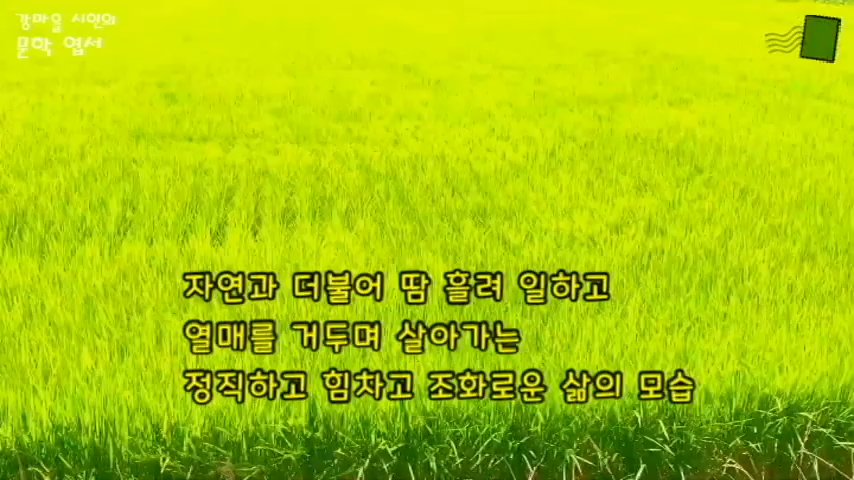 강마을 시인의
문학 엽서
자연과 더불어 땀 흘려 일하고
열매를 거두며 살아가는
정직하고 힘차고 조화로운 삶의 모습